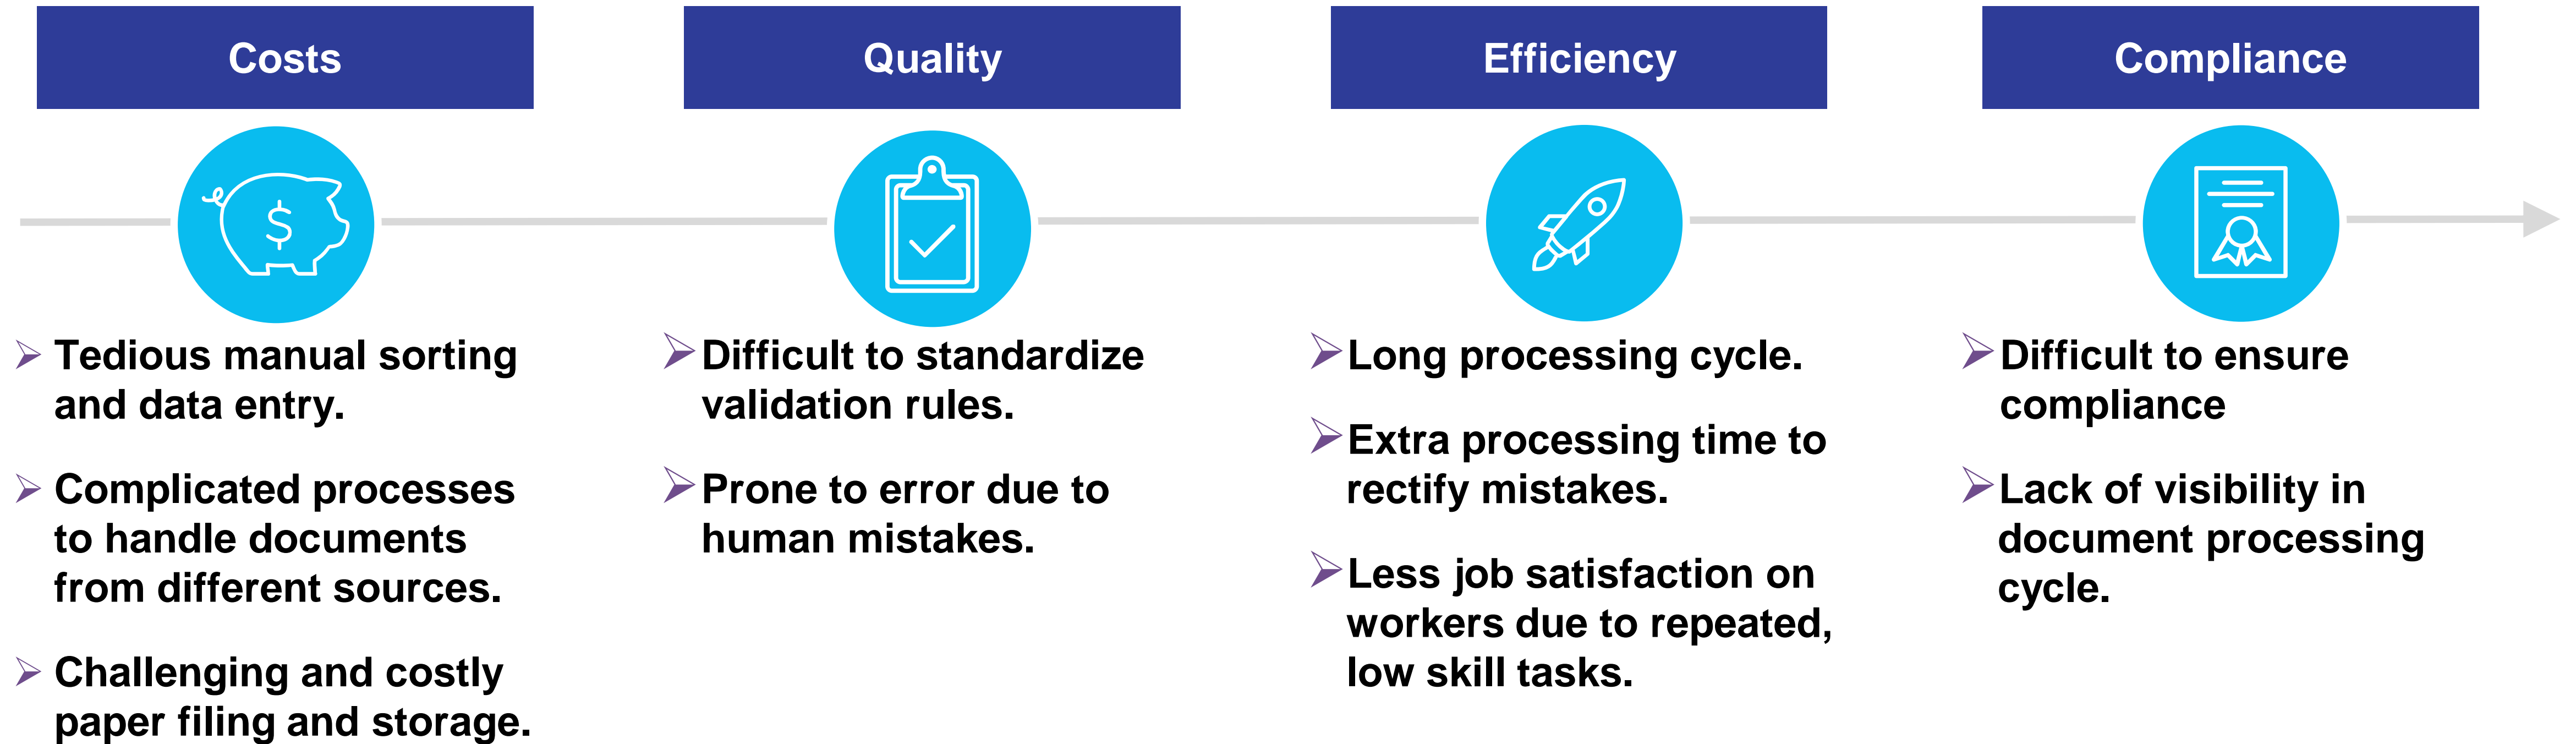 Costs
Tedious manual sorting
and data entry.
Complicated processes
to handle documents
from different sources.
Challenging and costly
paper filing and storage.
Quality
Difficult to standardize
validation rules.
Prone to error due to
human mistakes.
Efficiency
Long processing cycle.
Extra processing time to
rectify mistakes.
Less job satisfaction on
workers due to repeated,
low skill tasks.
Compliance
Difficult to ensure
compliance
Lack of visibility in
document processing
cycle.
$